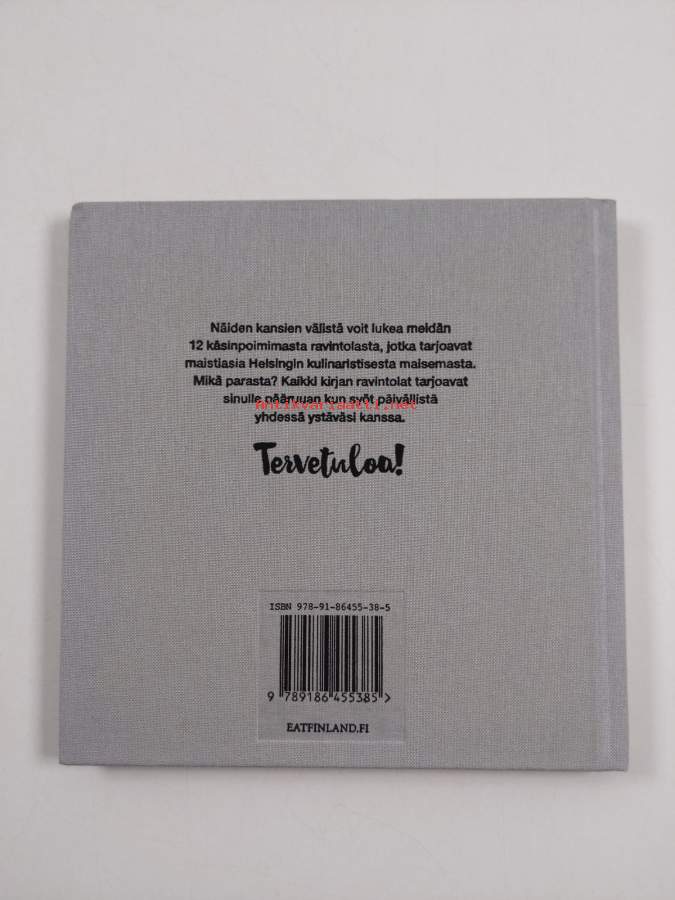 Näiden kansien välistä voit lukea meidän
12 käsinpoimimasta ravintolasta, jotka tarjoavat
maistiasia Helsingin kulinaristisesta maisemasta.
Mikä parasta? Kaikki kirjan ravintolat tarjoavat
sinulle pääruuan kun syöt päivällistä
antikvariaatti.net
yhdessä ystäväsi kanssa.
Tervetuloa!
ISBN 978-91-86455-38-5
9 789186 455385 >
EATFINLAND.FI